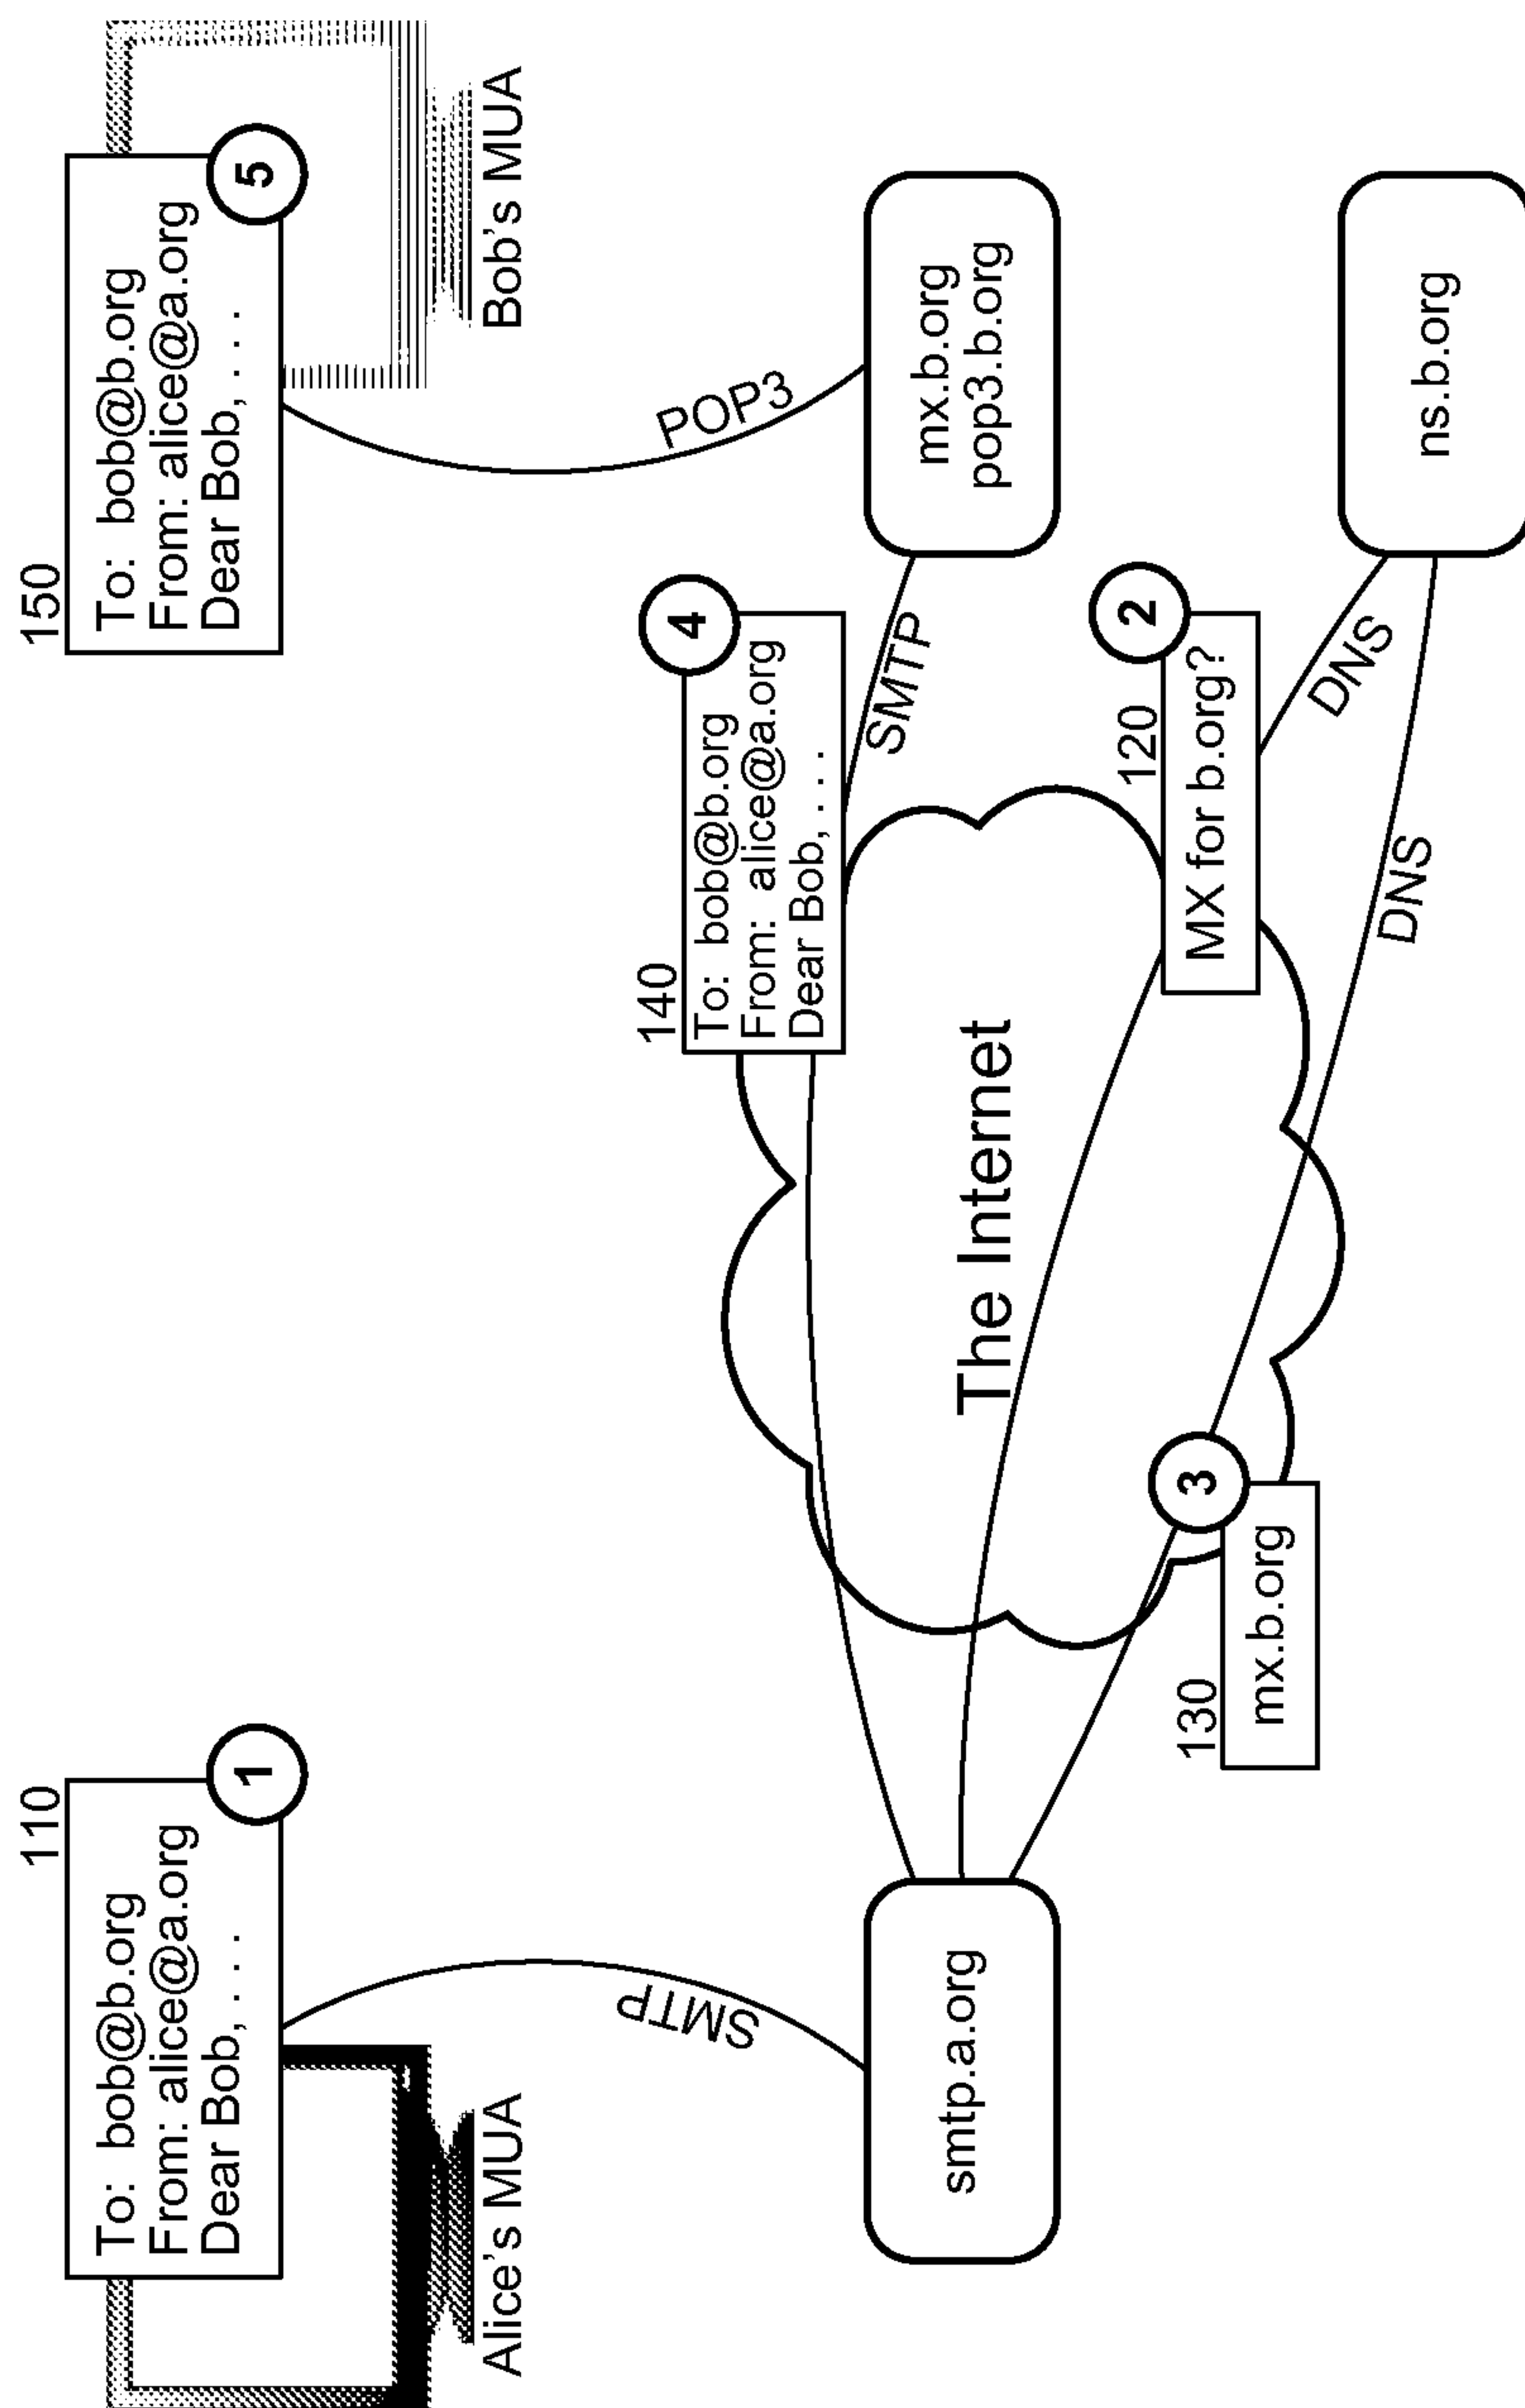 110
To: bob@b.org
From: alice@a.org
Dear Bob, . . .
1
Alice's MUA
150
To: bob@b.org
From: alice@a.org
Dear Bob, . . .
5
Bob's MUA
SMTP
POP3
140
To: bob@b.org
From: alice@a.org
Dear Bob, . . .
4
SMTP
smtp.a.org
The Internet
mx.b.org
pop3.b.org
120
MX for b.org?
2
DNS
130
mx.b.org
3
DNS
ns.b.org